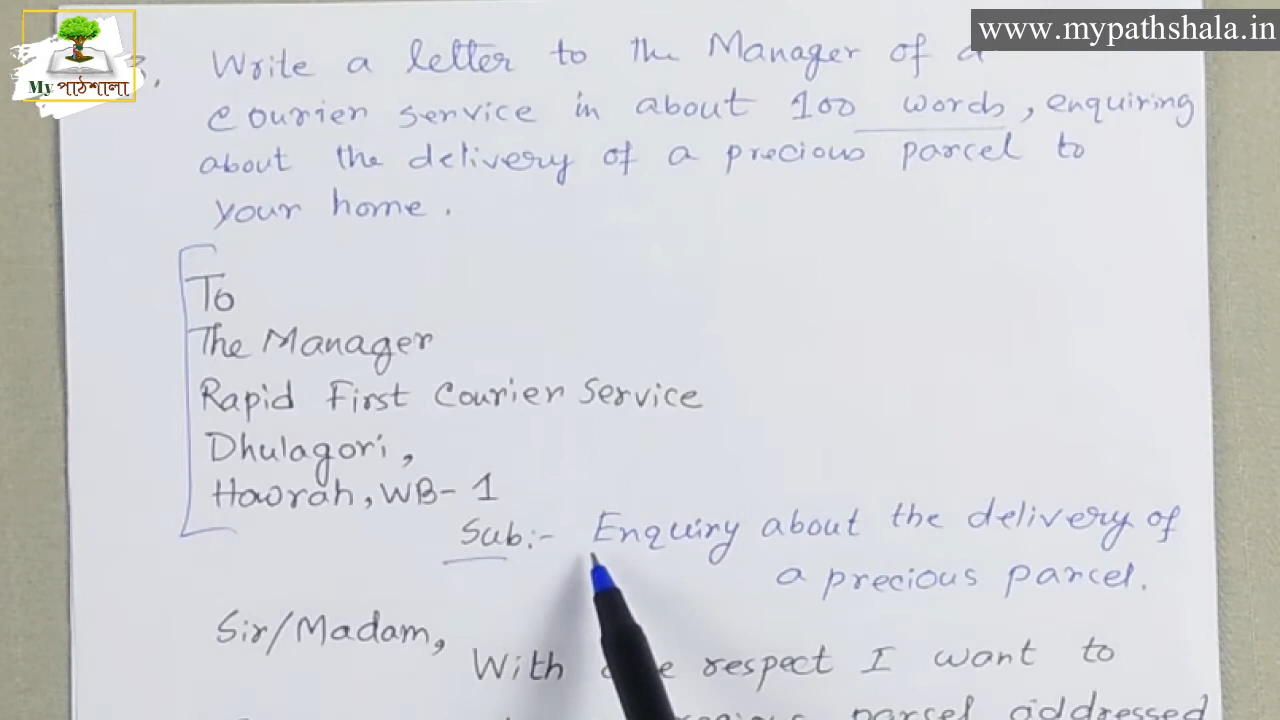 www.mypathshala.in
My পাঠশালা
Write a letter to the Manager of a
courier service in about 100 words, enquiring
about the delivery of a precious parcel to
your home.
To
The Manager
Rapid First Courier Service
Dhulagori,
Howrah, WB- 1
Sub:- Enquiry about the delivery of
a precious parcel.
Sir/Madam,
With respect I want to
parcel addressed